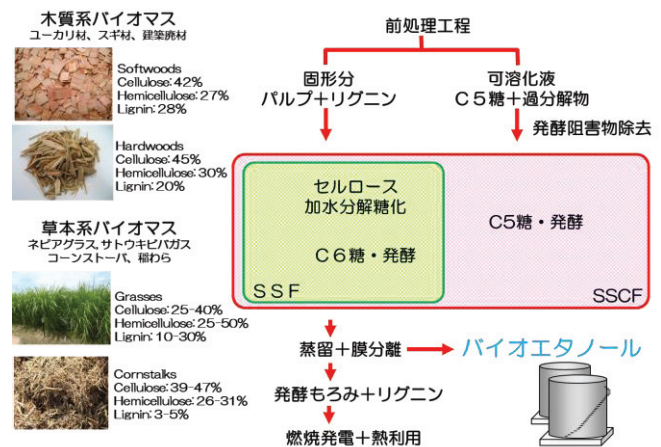 木質系バイオマス
ユーカリ材、スギ材、建築廃材
Softwoods
Cellulose:42%
Hemicellulose:27%
Lignin:28%
Hardwoods
Cellulose:45%
Hemicellulose:30%
Lignin:20%
草本系バイオマス
ネピアグラス,サトウキビバガス
コーンストーバ、稲わら
Grasses
Cellulose:25-40%
Hemicellulose:25-50%
Lignin:10-30%
Cornstalks
Cellulose:39-47%
Hemicellulose:26-31%
Lignin:3-5%
前処理工程
固形分
パルプ+リグニン
可溶化液
C5糖+過分解物
発酵阻害物除去
セルロース
加水分解糖化
C6糖・発酵
SSF
C5糖・発酵
SSCF
蒸留+膜分離
バイオエタノール
発酵もろみ+リグニン
燃焼発電+熱利用